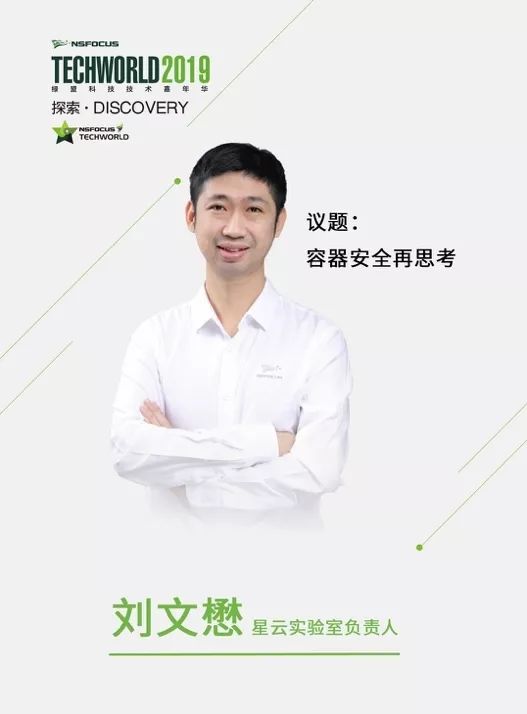 NSFOCUS
TECHWORLD2019
绿盟科技技术嘉年华
探索·DISCOVERY
NSFOCUS
TECHWORLD
议题：
容器安全再思考
刘文懋 星云实验室负责人